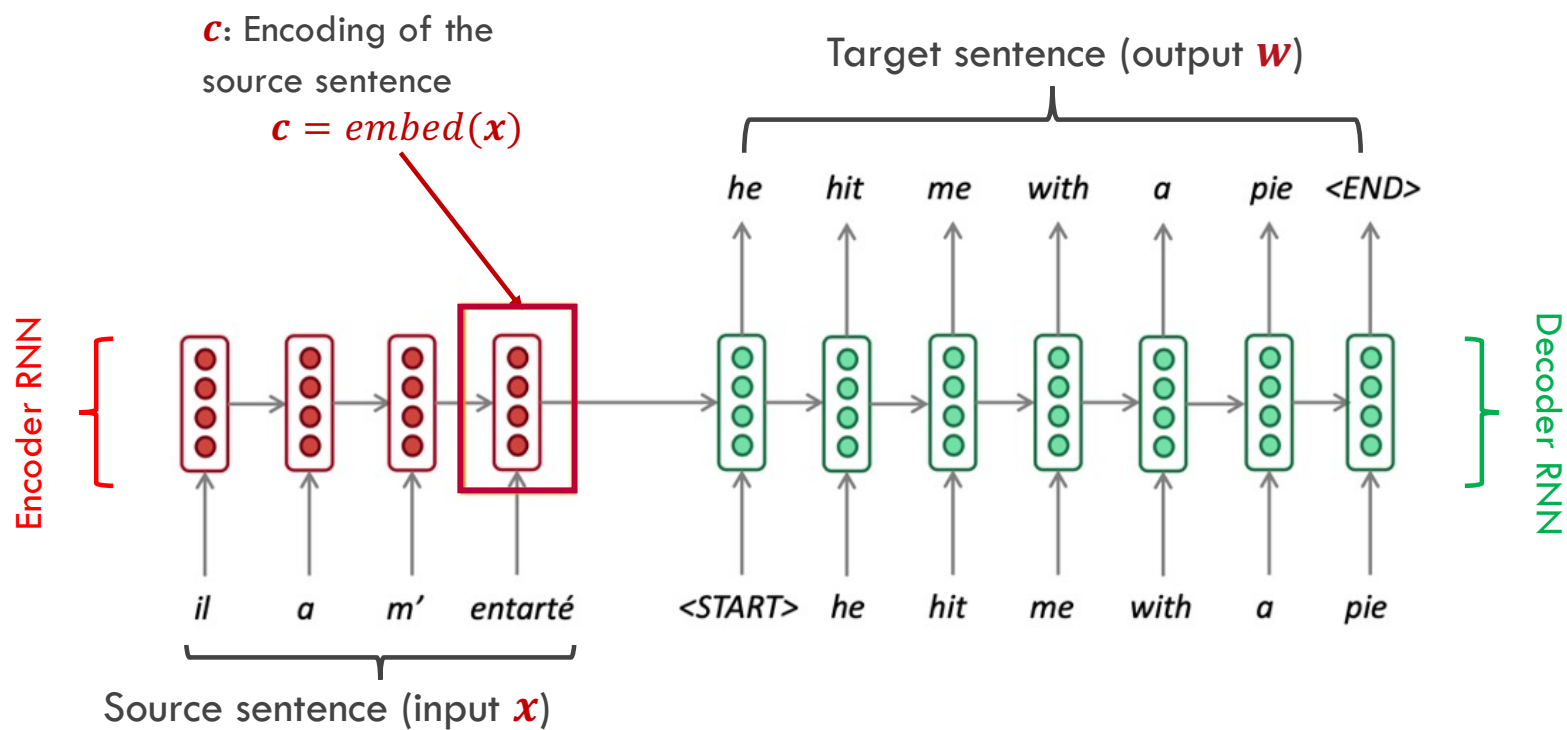 c: Encoding of the
source sentence
c = embed(x)
Target sentence (output w)
he hit me with a pie <END>
Encoder RNN
Decoder RNN
il a m’ entarté
<START> he hit me with a pie
Source sentence (input x)